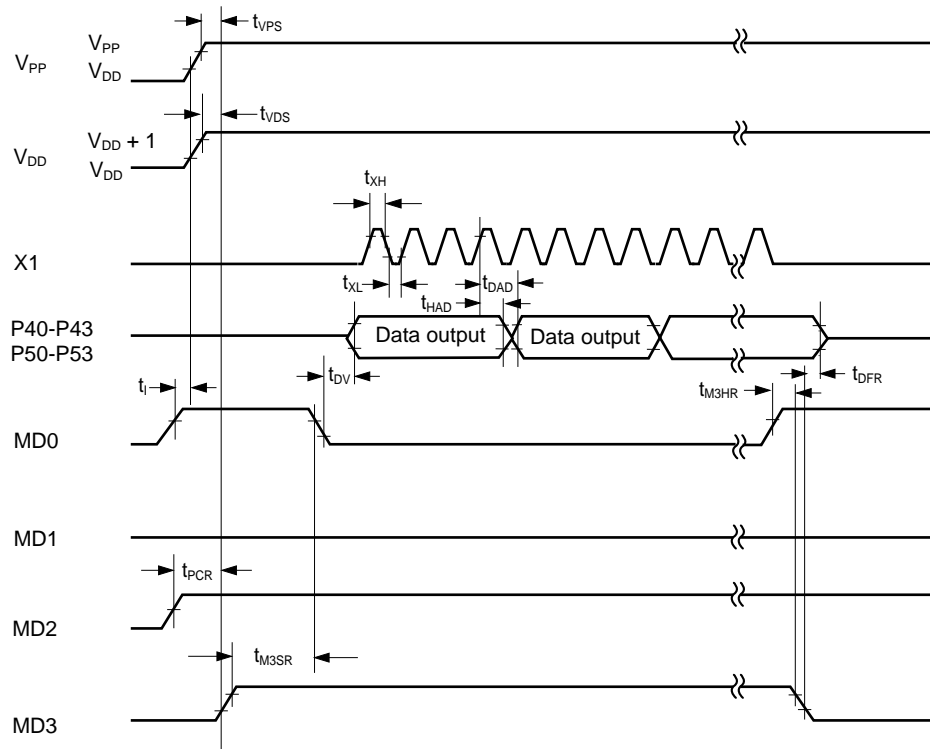 tVPS
VPP
VPP
VDD
tVDS
VDD + 1
VDD
VDD
tXH
X1
tXL
tDAD
tHAD
P40-P43
P50-P53
Data output
Data output
tDV
tDFR
tI
tM3HR
MD0
MD1
tPCR
MD2
tM3SR
MD3